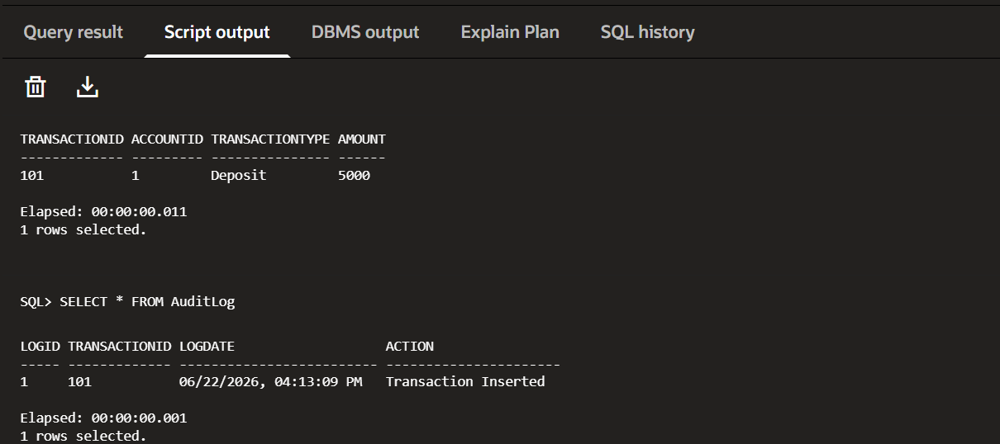 Query result Script output DBMS output Explain Plan SQL history
TRANSACTIONID ACCOUNTID TRANSACTIONTYPE AMOUNT
------------- --------- --------------- ------
101 1 Deposit 5000
Elapsed: 00:00:00.011
1 rows selected.
SQL> SELECT * FROM AuditLog
LOGID TRANSACTIONID LOGDATE ACTION
----- ------------- ------------------------- ----------------------
1 101 06/22/2026, 04:13:09 PM Transaction Inserted
Elapsed: 00:00:00.001
1 rows selected.